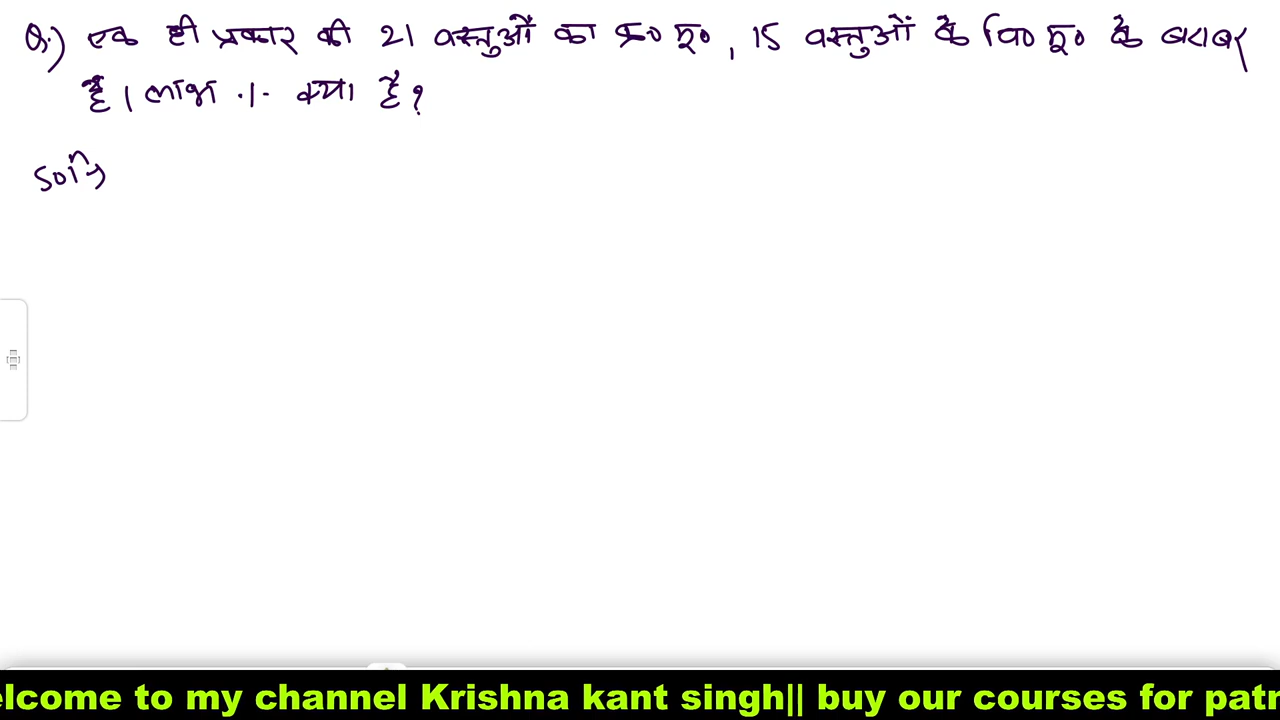 Q.) एक ही प्रकार की 21 वस्तुओं का क्र० मू० , 15 वस्तुओं के वि० मू० के बराबर
है। लाभ % क्या है?
Solⁿ→
elcome to my channel Krishna kant singh|| buy our courses for patr